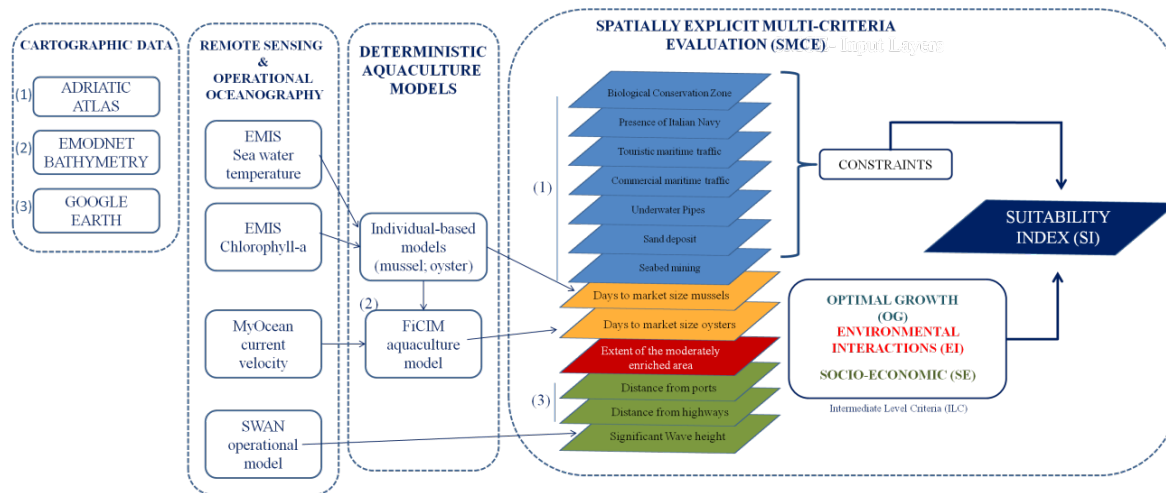 CARTOGRAPHIC DATA
(1)
ADRIATIC
ATLAS
(2)
EMODNET
BATHYMETRY
(3)
GOOGLE
EARTH
REMOTE SENSING
&
OPERATIONAL
OCEANOGRAPHY
EMIS
Sea water
temperature
EMIS
Chlorophyll-a
MyOcean
current
velocity
SWAN
operational
model
DETERMINISTIC
AQUACULTURE
MODELS
Individual-based
models
(mussel; oyster)
(2)
FiCIM
aquaculture
model
SPATIALLY EXPLICIT MULTI-CRITERIA
EVALUATION (SMCE)
- Input Layers
(1)
Biological Conservation Zone
Presence of Italian Navy
Touristic maritime traffic
Commercial maritime traffic
Underwater Pipes
Sand deposit
Seabed mining
Days to market size mussels
Days to market size oysters
Extent of the moderately
enriched area
(3)
Distance from ports
Distance from highways
Significant Wave height
CONSTRAINTS
SUITABILITY
INDEX (SI)
OPTIMAL GROWTH
(OG)
ENVIRONMENTAL
INTERACTIONS (EI)
SOCIO-ECONOMIC (SE)
Intermediate Level Criteria (ILC)